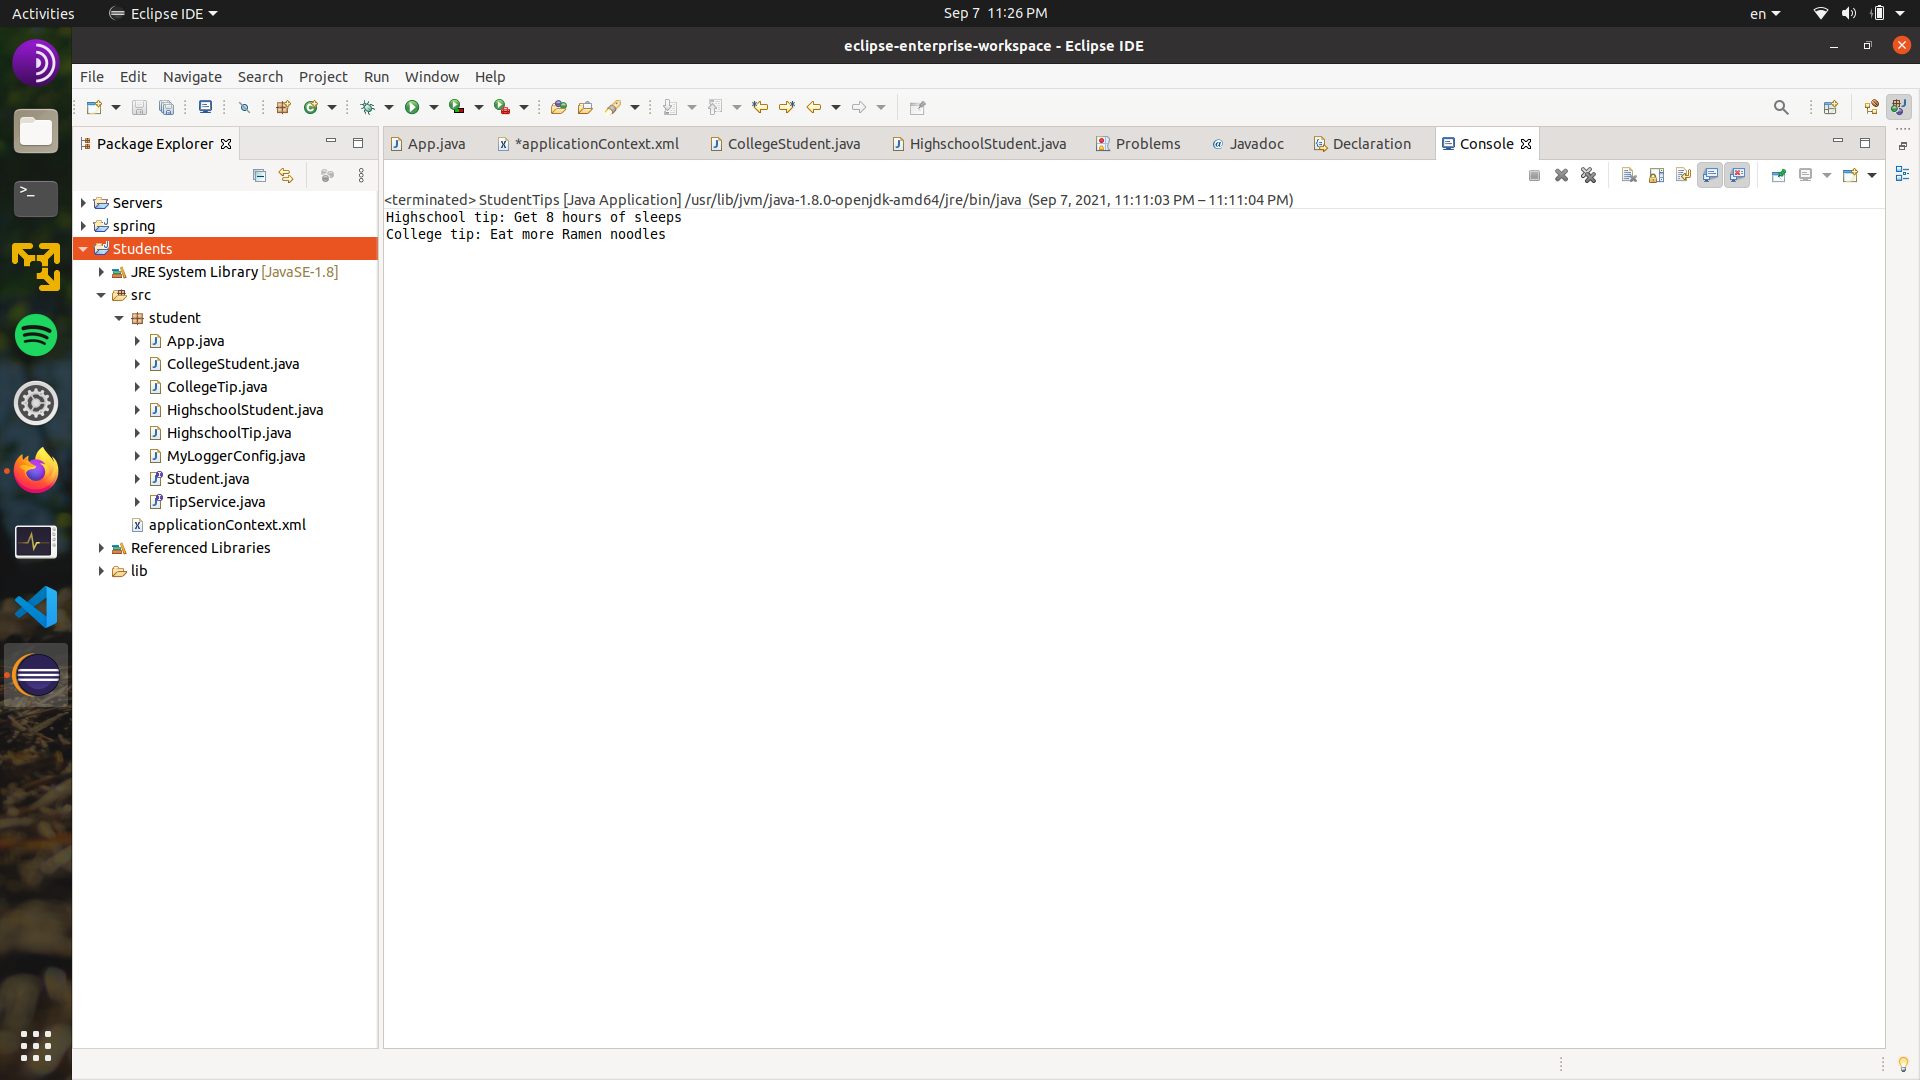 Activities Eclipse IDE Sep 7 11:26 PM en
eclipse-enterprise-workspace - Eclipse IDE
File Edit Navigate Search Project Run Window Help
Package Explorer
App.java *applicationContext.xml CollegeStudent.java HighschoolStudent.java Problems Javadoc Declaration Console
Servers
spring
Students
JRE System Library [JavaSE-1.8]
src
student
App.java
CollegeStudent.java
CollegeTip.java
HighschoolStudent.java
HighschoolTip.java
MyLoggerConfig.java
Student.java
TipService.java
applicationContext.xml
Referenced Libraries
lib
<terminated> StudentTips [Java Application] /usr/lib/jvm/java-1.8.0-openjdk-amd64/jre/bin/java (Sep 7, 2021, 11:11:03 PM – 11:11:04 PM)
Highschool tip: Get 8 hours of sleeps
College tip: Eat more Ramen noodles